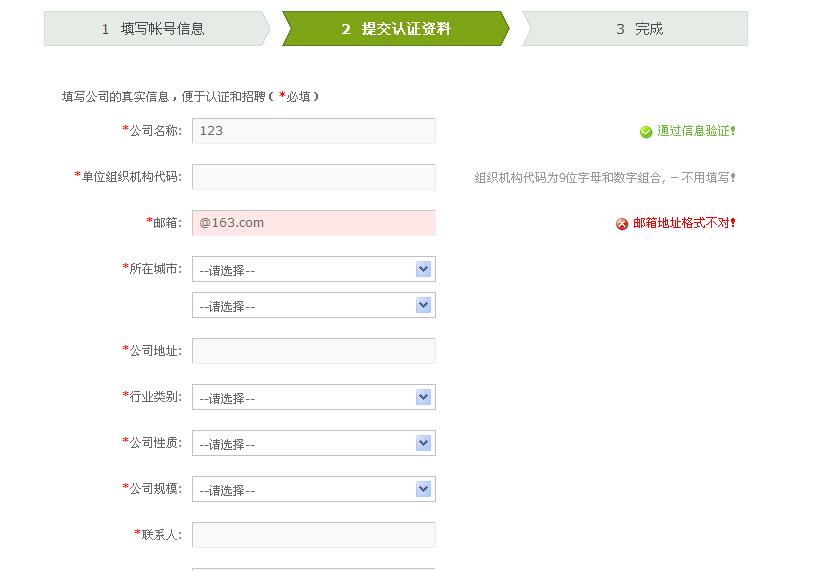 1 填写帐号信息
2 提交认证资料
3 完成
填写公司的真实信息，便于认证和招聘（ *必填）
*公司名称: 123 通过信息验证!
*单位组织机构代码: 组织机构代码为9位字母和数字组合, – 不用填写!
*邮箱: @163.com 邮箱地址格式不对!
*所在城市: --请选择--
--请选择--
*公司地址:
*行业类别: --请选择--
*公司性质: --请选择--
*公司规模: --请选择--
*联系人: